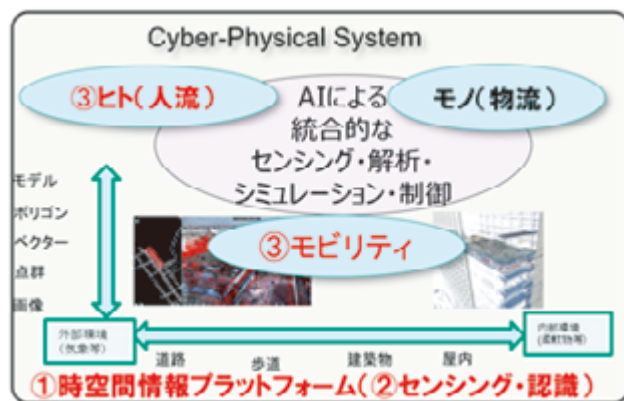 Cyber-Physical System
③ヒト(人流)
AIによる
統合的な
センシング・解析・
シミュレーション・制御
モノ(物流)
モデル
ポリゴン
ベクター
点群
画像
③モビリティ
外部環境
(気象等)
内部環境
道路
歩道
建築物
屋内
①時空間情報プラットフォーム(②センシング・認識)